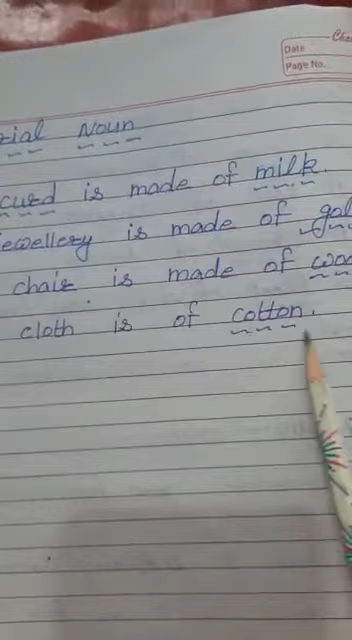 Date
Page No.
Noun
curd is made of milk.
is made of
chair is made of
cloth is of cotton.